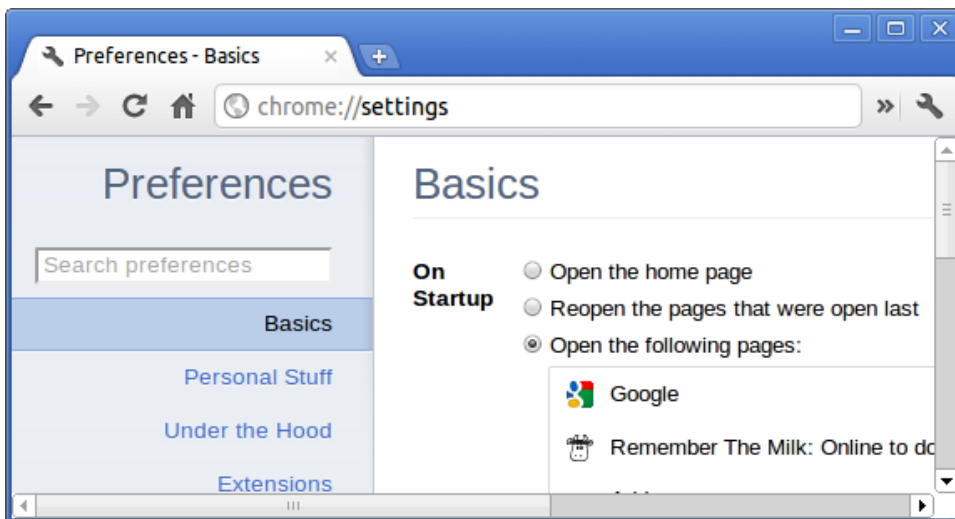 Preferences - Basics
chrome://settings
Preferences
Search preferences
Basics
Personal Stuff
Under the Hood
Extensions
Basics
On
Startup
Open the home page
Reopen the pages that were open last
Open the following pages:
Google
Remember The Milk: Online to do